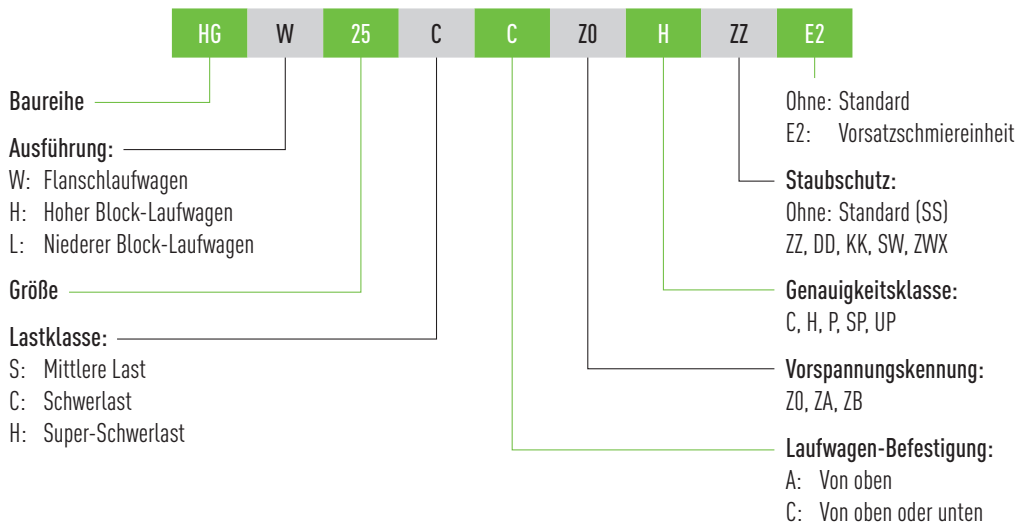 HG W 25 C C Z0 H ZZ E2
Baureihe
Ausführung:
W: Flanschlaufwagen
H: Hoher Block-Laufwagen
L: Niederer Block-Laufwagen
Größe
Lastklasse:
S: Mittlere Last
C: Schwerlast
H: Super-Schwerlast
Ohne: Standard
E2: Vorsatzschmiereinheit
Staubschutz:
Ohne: Standard (SS)
ZZ, DD, KK, SW, ZWX
Genauigkeitsklasse:
C, H, P, SP, UP
Vorspannungskennung:
Z0, ZA, ZB
Laufwagen-Befestigung:
A: Von oben
C: Von oben oder unten